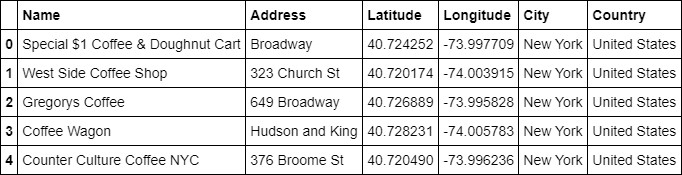 Name Address Latitude Longitude City Country
0 Special $1 Coffee & Doughnut Cart Broadway 40.724252 -73.997709 New York United States
1 West Side Coffee Shop 323 Church St 40.720174 -74.003915 New York United States
2 Gregorys Coffee 649 Broadway 40.726889 -73.995828 New York United States
3 Coffee Wagon Hudson and King 40.728231 -74.005783 New York United States
4 Counter Culture Coffee NYC 376 Broome St 40.720490 -73.996236 New York United States